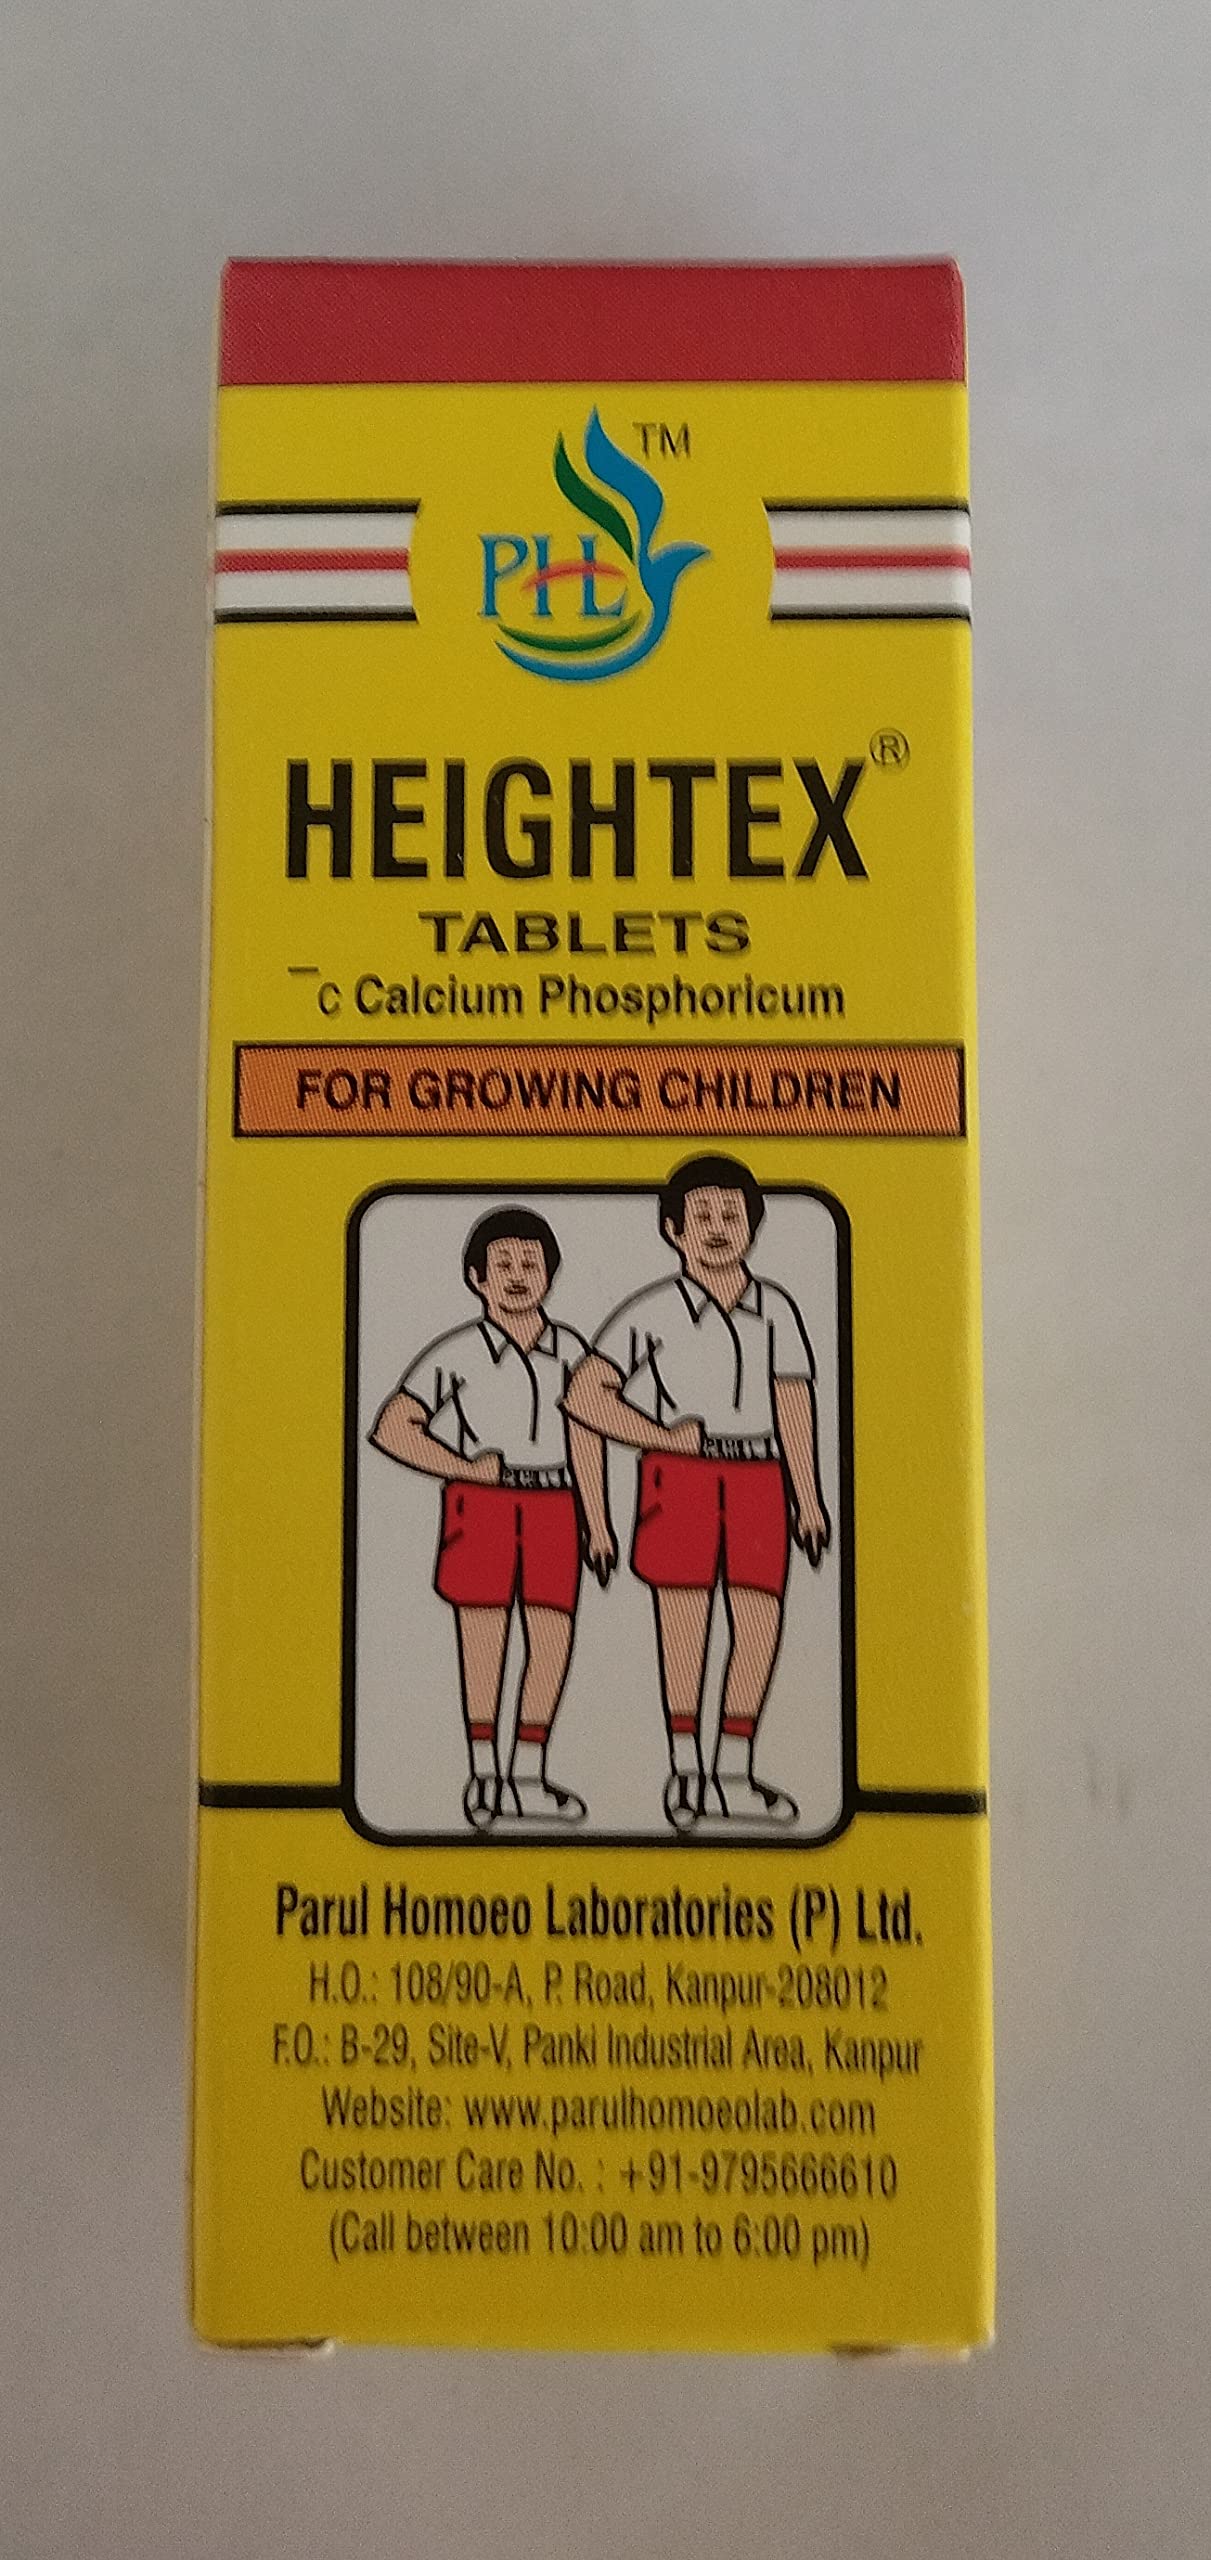 TM
PHL
HEIGHTEX®
TABLETS
c̅ Calcium Phosphoricum
FOR GROWING CHILDREN
Parul Homoeo Laboratories (P) Ltd.
H.O.: 108/90-A, P. Road, Kanpur-208012
F.O.: B-29, Site-V, Panki Industrial Area, Kanpur
Website: www.parulhomoeolab.com
Customer Care No. : +91-9795666610
(Call between 10:00 am to 6:00 pm)